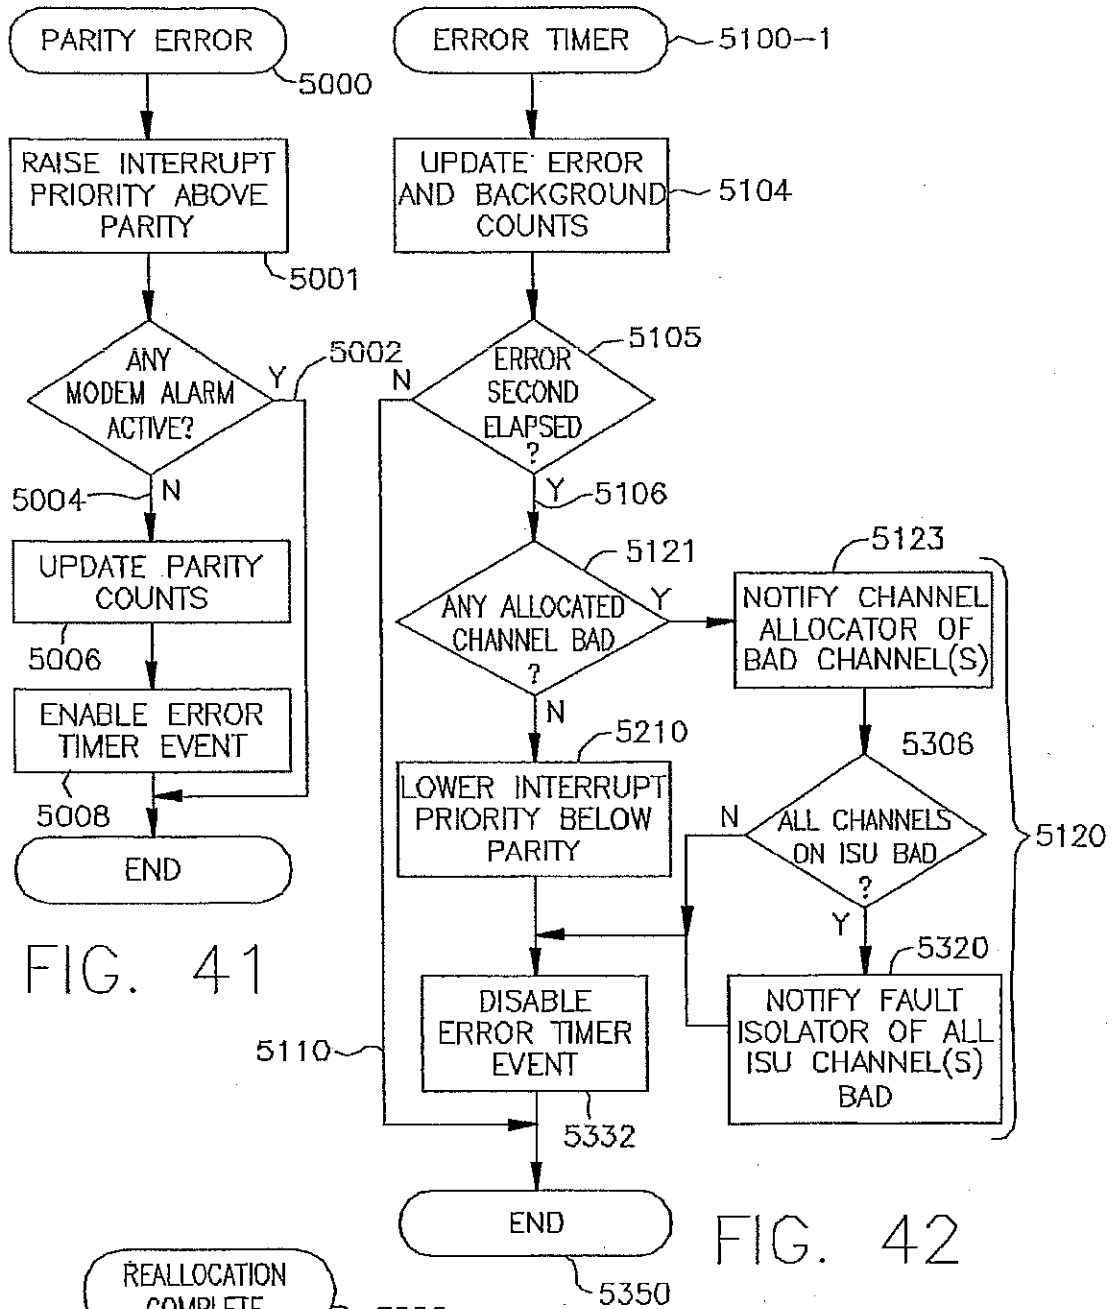 PARITY ERROR
5000
RAISE INTERRUPT
PRIORITY ABOVE
PARITY
5001
ANY
MODEM ALARM
ACTIVE?
Y
5002
5004
N
UPDATE PARITY
COUNTS
5006
ENABLE ERROR
TIMER EVENT
5008
END
FIG. 41
ERROR TIMER
5100-1
UPDATE ERROR
AND BACKGROUND
COUNTS
5104
5105
N
ERROR
SECOND
ELAPSED
?
Y
5106
5121
ANY ALLOCATED
CHANNEL BAD
?
Y
N
5123
NOTIFY CHANNEL
ALLOCATOR OF
BAD CHANNEL(S)
5210
LOWER INTERRUPT
PRIORITY BELOW
PARITY
5306
N
ALL CHANNELS
ON ISU BAD
?
Y
5120
5320
NOTIFY FAULT
ISOLATOR OF ALL
ISU CHANNEL(S)
BAD
DISABLE
ERROR TIMER
EVENT
5110
5332
END
5350
FIG. 42
REALLOCATION
COMPLETE